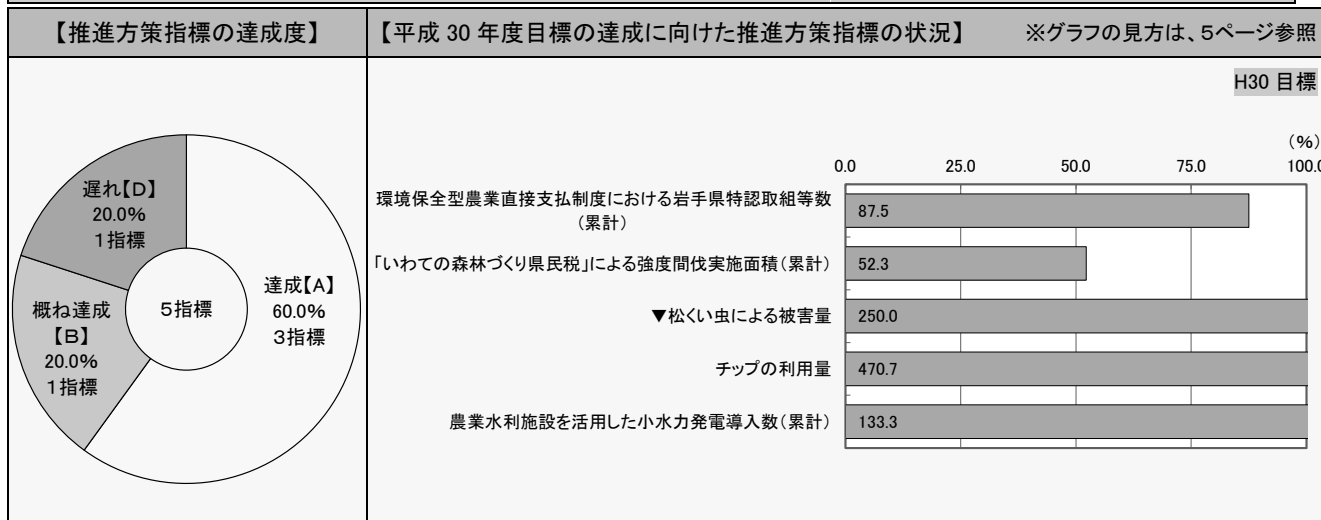 【推進方策指標の達成度】
【平成 30 年度目標の達成に向けた推進方策指標の状況】 ※グラフの見方は、5ページ参照
遅れ【D】
20.0%
1指標
概ね達成
【B】
20.0%
1指標
5指標
達成【A】
60.0%
3指標
H30 目標
(%)
0.0 25.0 50.0 75.0 100.0
環境保全型農業直接支払制度における岩手県特認取組等数
(累計)
87.5
「いわての森林づくり県民税」による強度間伐実施面積(累計)
52.3
▼松くい虫による被害量
250.0
チップの利用量
470.7
農業水利施設を活用した小水力発電導入数(累計)
133.3